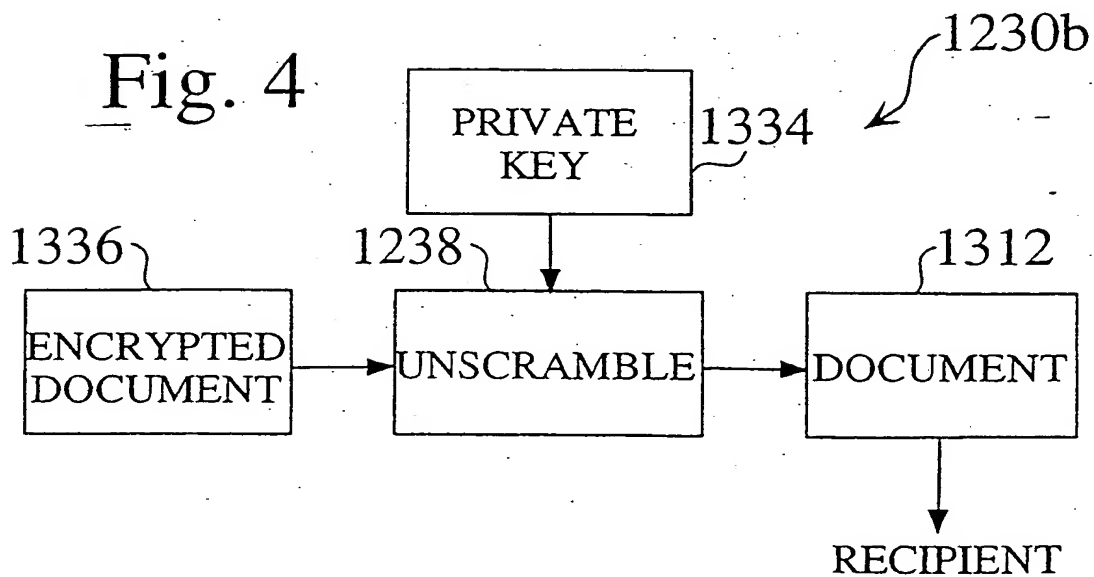 Fig. 4
1230b
PRIVATE
KEY
1334
1336
1238
1312
ENCRYPTED
DOCUMENT
UNSCRAMBLE
DOCUMENT
RECIPIENT